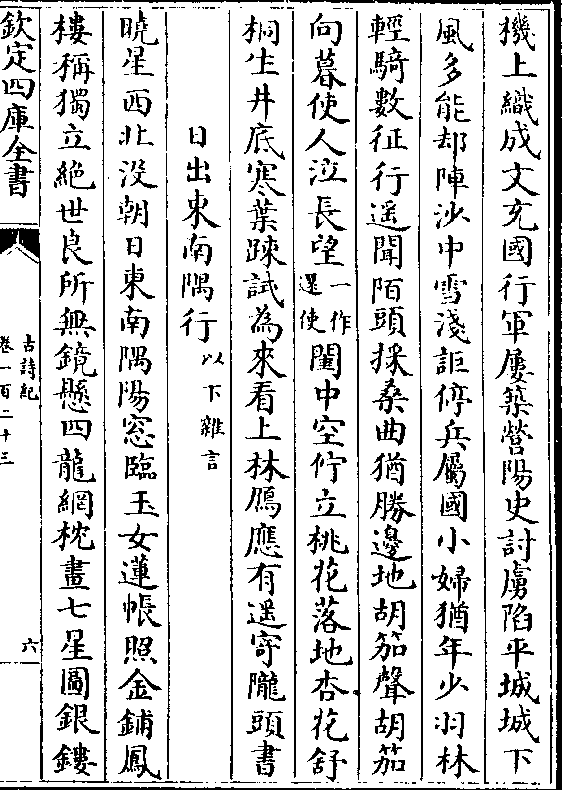 機上織成文充國行軍屢築營陽史討虜陷平城城下
風多能却陣沙中雪淺詎停兵屬國小婦猶年少羽林
輕騎數征行遥聞陌頭採桑曲猶勝邊地胡笳聲胡笳
向暮使人泣長望一作還使閨中空佇立桃花落地杏花舒
桐生井底寒葉踈試為來看上林鴈應有遥寄隴頭書
日出東南隅行以下雜言
曉星西北没朝日東南隅陽窓臨玉女蓮帳照金鋪鳳
樓稱獨立絶世良所無鏡懸四龍網枕畫七星圖銀鏤
欽定四庫全書
古詩紀
卷一百二十三
六